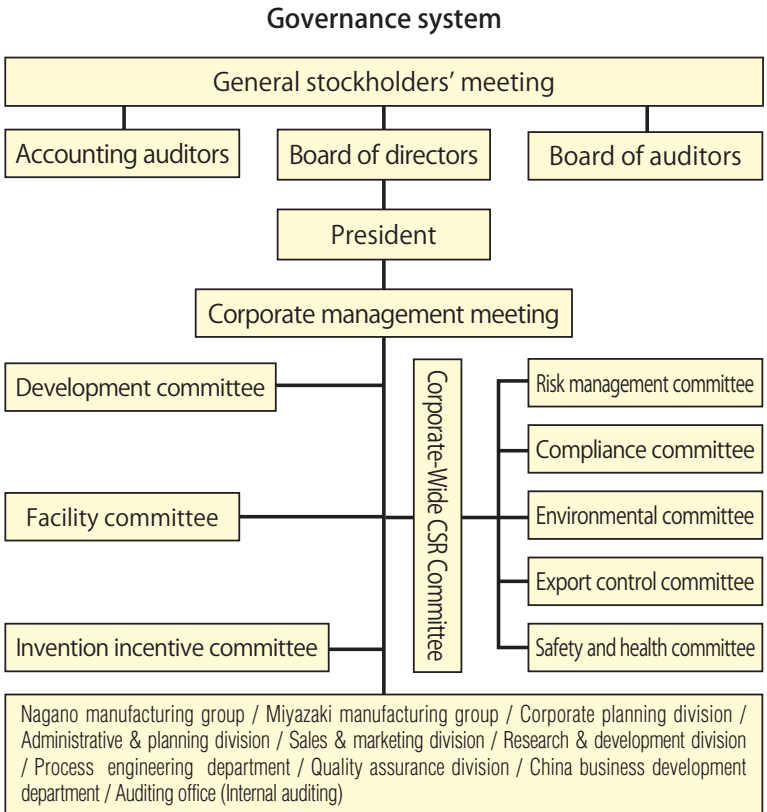 Governance system
General stockholders’ meeting
Accounting auditors
Board of directors
Board of auditors
President
Corporate management meeting
Development committee
Facility committee
Invention incentive committee
Corporate-Wide CSR Committee
Risk management committee
Compliance committee
Environmental committee
Export control committee
Safety and health committee
Nagano manufacturing group / Miyazaki manufacturing group / Corporate planning division /
Administrative & planning division / Sales & marketing division / Research & development division
/ Process engineering department / Quality assurance division / China business development
department / Auditing office (Internal auditing)